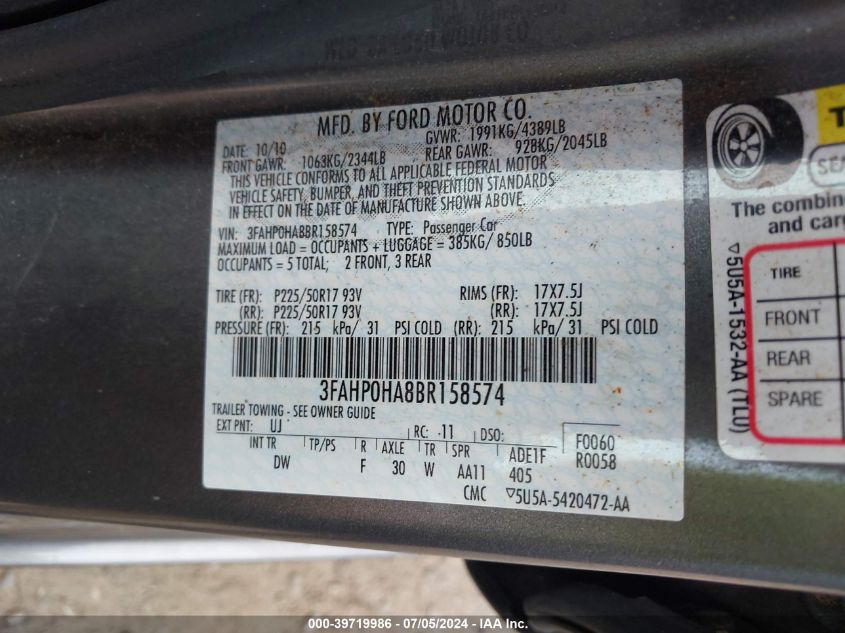 MFD. BY FORD MOTOR CO.
DATE: 10/10 GVWR: 1991KG/4389LB
FRONT GAWR: 1063KG/2344LB REAR GAWR: 928KG/2045LB
THIS VEHICLE CONFORMS TO ALL APPLICABLE FEDERAL MOTOR
VEHICLE SAFETY, BUMPER, AND THEFT PREVENTION STANDARDS
IN EFFECT ON THE DATE OF MANUFACTURE SHOWN ABOVE.
VIN: 3FAHP0HA8BR158574 TYPE: Passenger Car
MAXIMUM LOAD = OCCUPANTS + LUGGAGE = 385KG/ 850LB
OCCUPANTS = 5 TOTAL; 2 FRONT, 3 REAR
TIRE (FR): P225/50R17 93V RIMS (FR): 17X7.5J
(RR): P225/50R17 93V (RR): 17X7.5J
PRESSURE (FR): 215 kPa/ 31 PSI COLD (RR): 215 kPa/ 31 PSI COLD
3FAHP0HA8BR158574
TRAILER TOWING - SEE OWNER GUIDE
EXT PNT: UJ RC: 11 DSO: F0060
INT TR TP/PS R AXLE TR SPR ADE1F R0058
DW F 30 W AA11 405
CMC ▽5U5A-5420472-AA
The combin
and car
TIRE
FRONT
REAR
SPARE
▽5U5A-1532-AA (TLU)
000-39719986 - 07/05/2024 - IAA Inc.